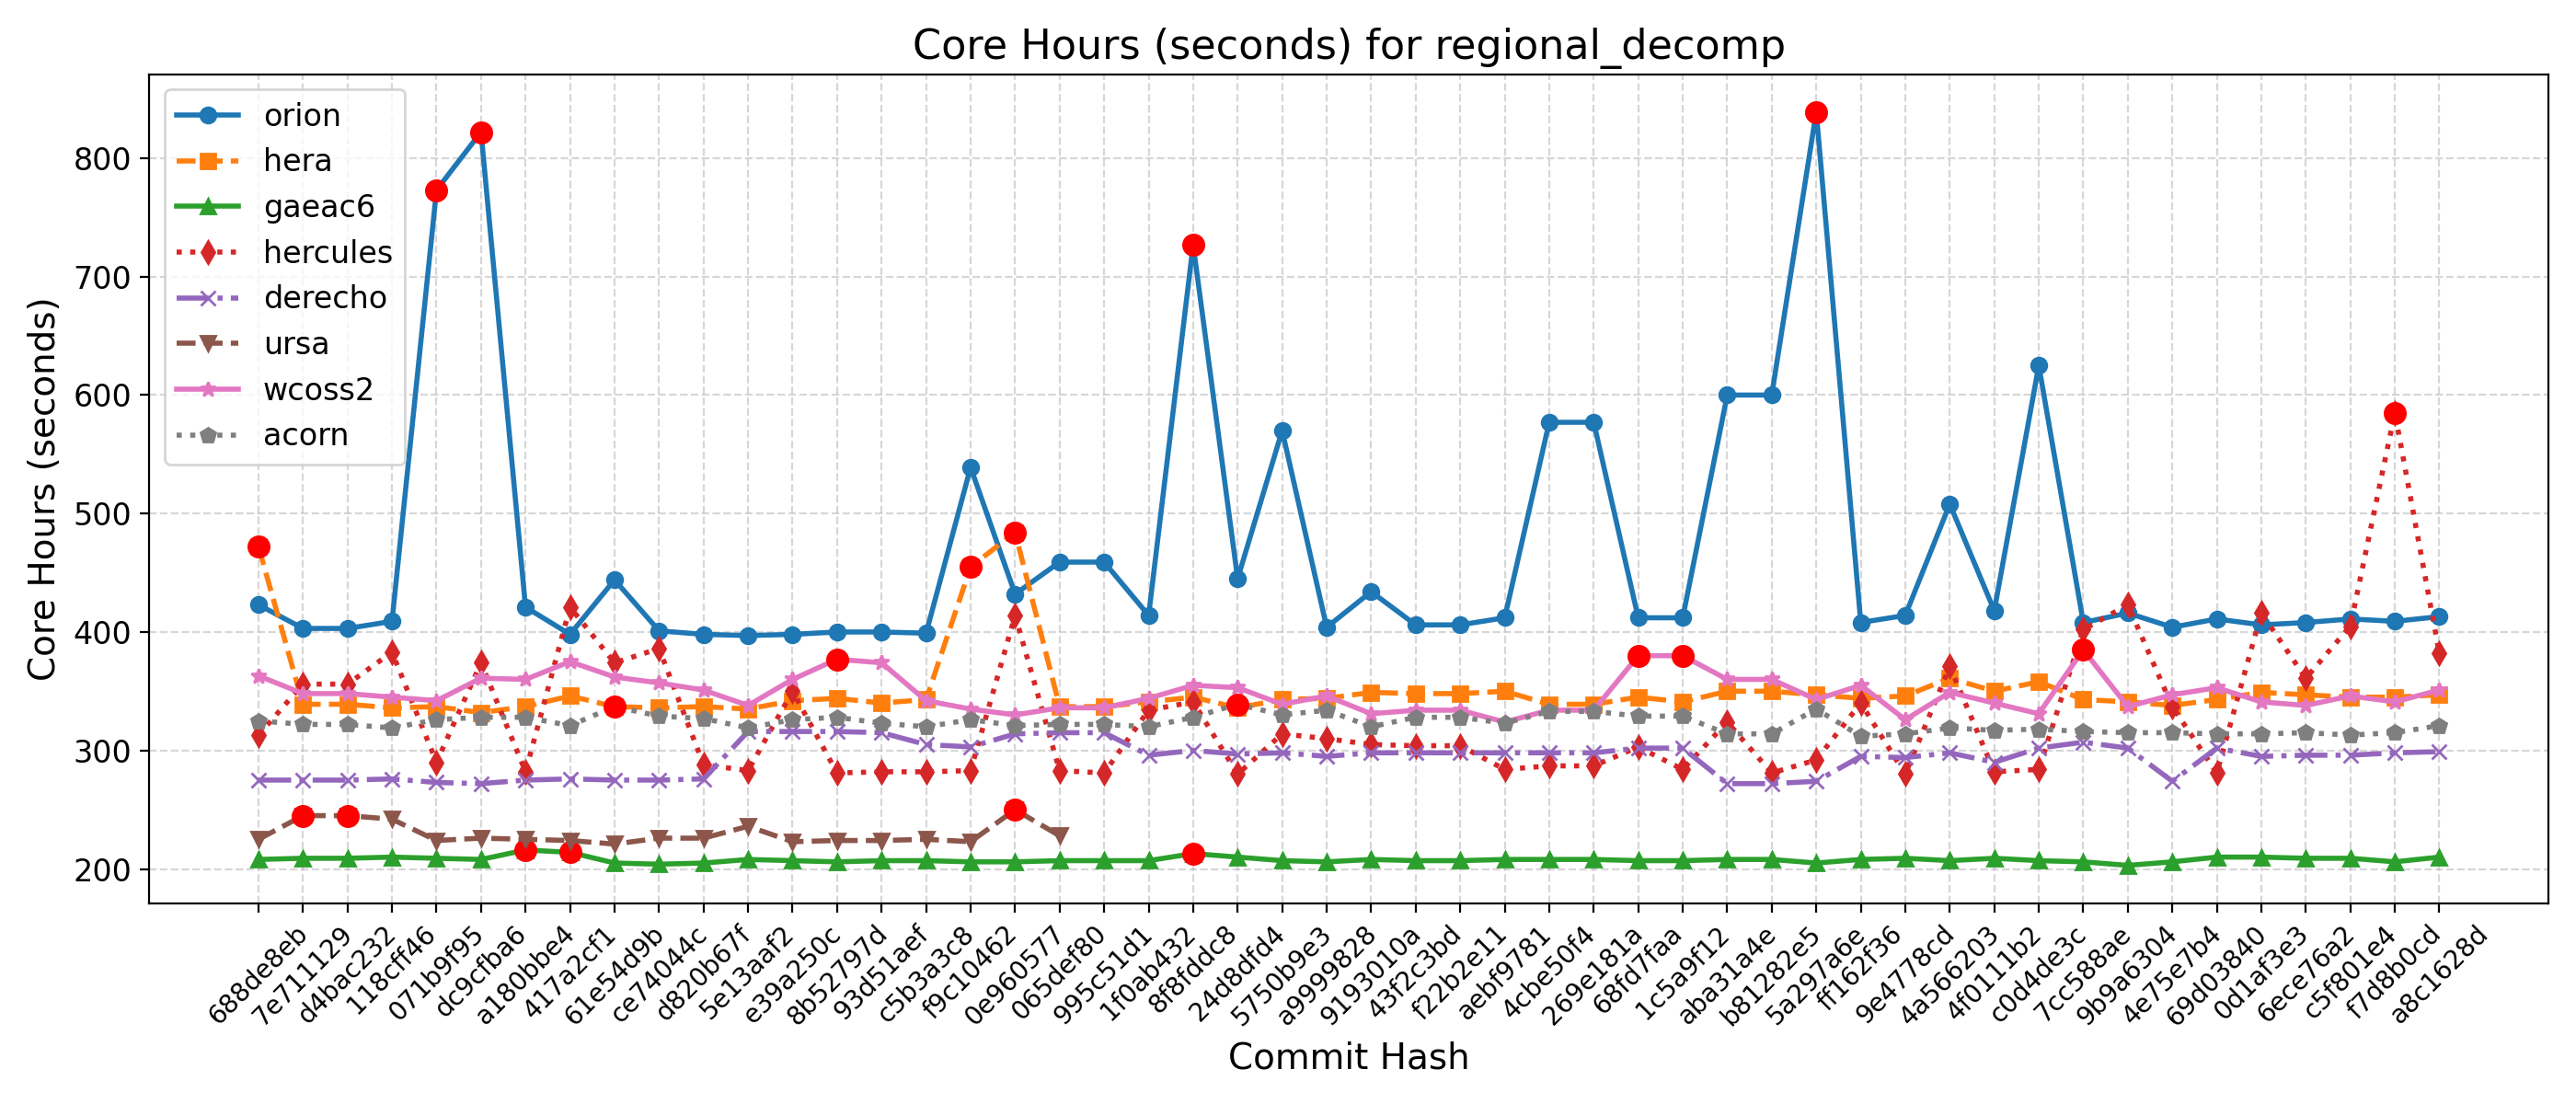 Core Hours (seconds) for regional_decomp
orion
hera
gaeac6
hercules
derecho
ursa
wcoss2
acorn
Core Hours (seconds)
800
700
600
500
400
300
200
688de8eb
7e711129
d4bac232
118cff46
071b9f95
dc9cfba6
a180bbe4
417a2cf1
61e54d9b
ce74044c
d820b67f
5e13aaf2
e39a250c
8b52797d
93d51aef
c5b3a3c8
f9c10462
0e960577
065def80
995c51d1
1f0ab432
8f8fddc8
24d8dfd4
5750b9e3
a9999828
9193010a
43f2c3bd
f22b2e11
aebf9781
4cbe50f4
269e181a
68fd7faa
1c5a9f12
aba31a4e
b81282e5
5a297a6e
ff162f36
9e4778cd
4a566203
4f0111b2
c0d4de3c
7cc588ae
9b9a6304
4e75e7b4
69d03840
0d1af3e3
6ece76a2
c5f801e4
f7d8b0cd
a8c1628d
Commit Hash